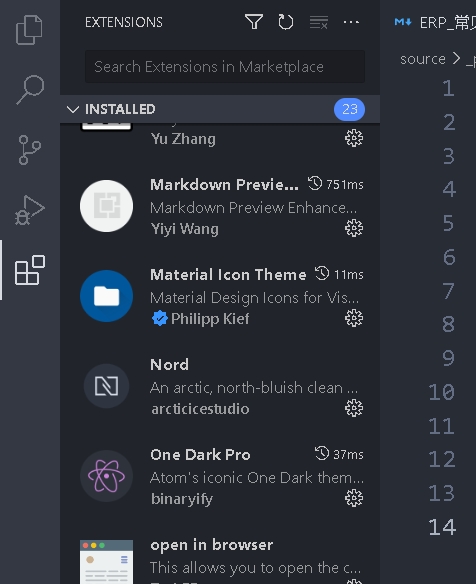 EXTENSIONS
ERP_常
Search Extensions in Marketplace
source
INSTALLED 23
Yu Zhang
Markdown Previe... 751ms
Markdown Preview Enhance...
Yiyi Wang
Material Icon Theme 11ms
Material Design Icons for Vis...
Philipp Kief
Nord
An arctic, north-bluish clean ...
arcticicestudio
One Dark Pro 37ms
Atom's iconic One Dark them...
binaryify
open in browser
This allows you to open the c...
1
2
3
4
5
6
7
8
9
10
11
12
13
14